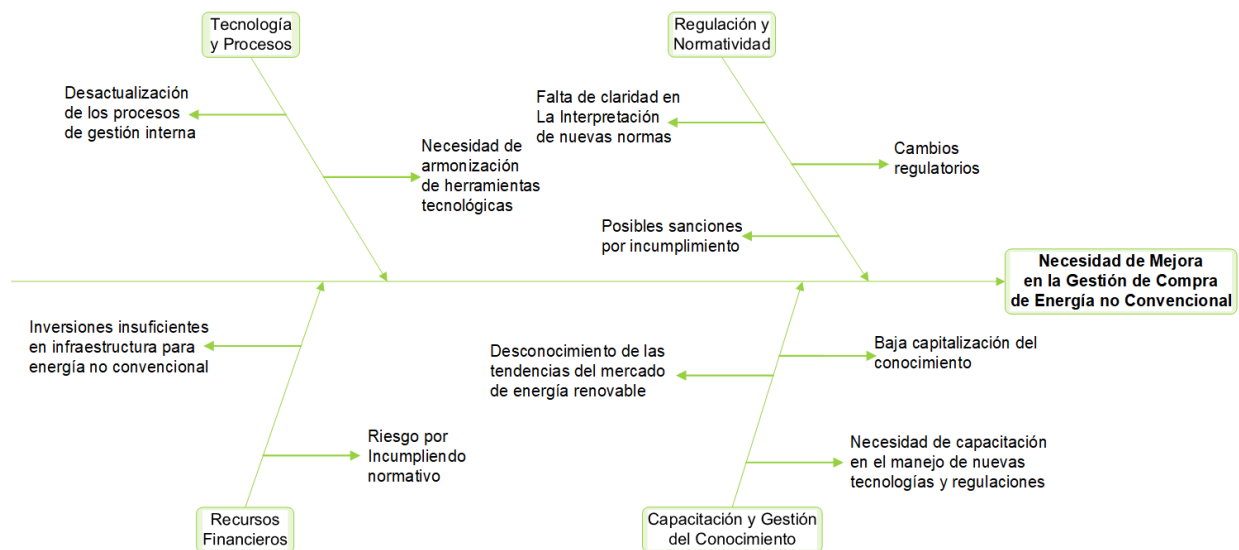 Tecnología
y Procesos
Regulación y
Normatividad
Desactualización
de los procesos
de gestión interna
Necesidad de
armonización
de herramientas
tecnológicas
Falta de claridad en
La Interpretación
de nuevas normas
Cambios
regulatorios
Posibles sanciones
por incumplimiento
Necesidad de Mejora
en la Gestión de Compra
de Energía no Convencional
Inversiones insuficientes
en infraestructura para
energía no convencional
Riesgo por
Incumpliendo
normativo
Desconocimiento de las
tendencias del mercado
de energía renovable
Baja capitalización del
conocimiento
Necesidad de capacitación
en el manejo de nuevas
tecnologías y regulaciones
Recursos
Financieros
Capacitación y Gestión
del Conocimiento